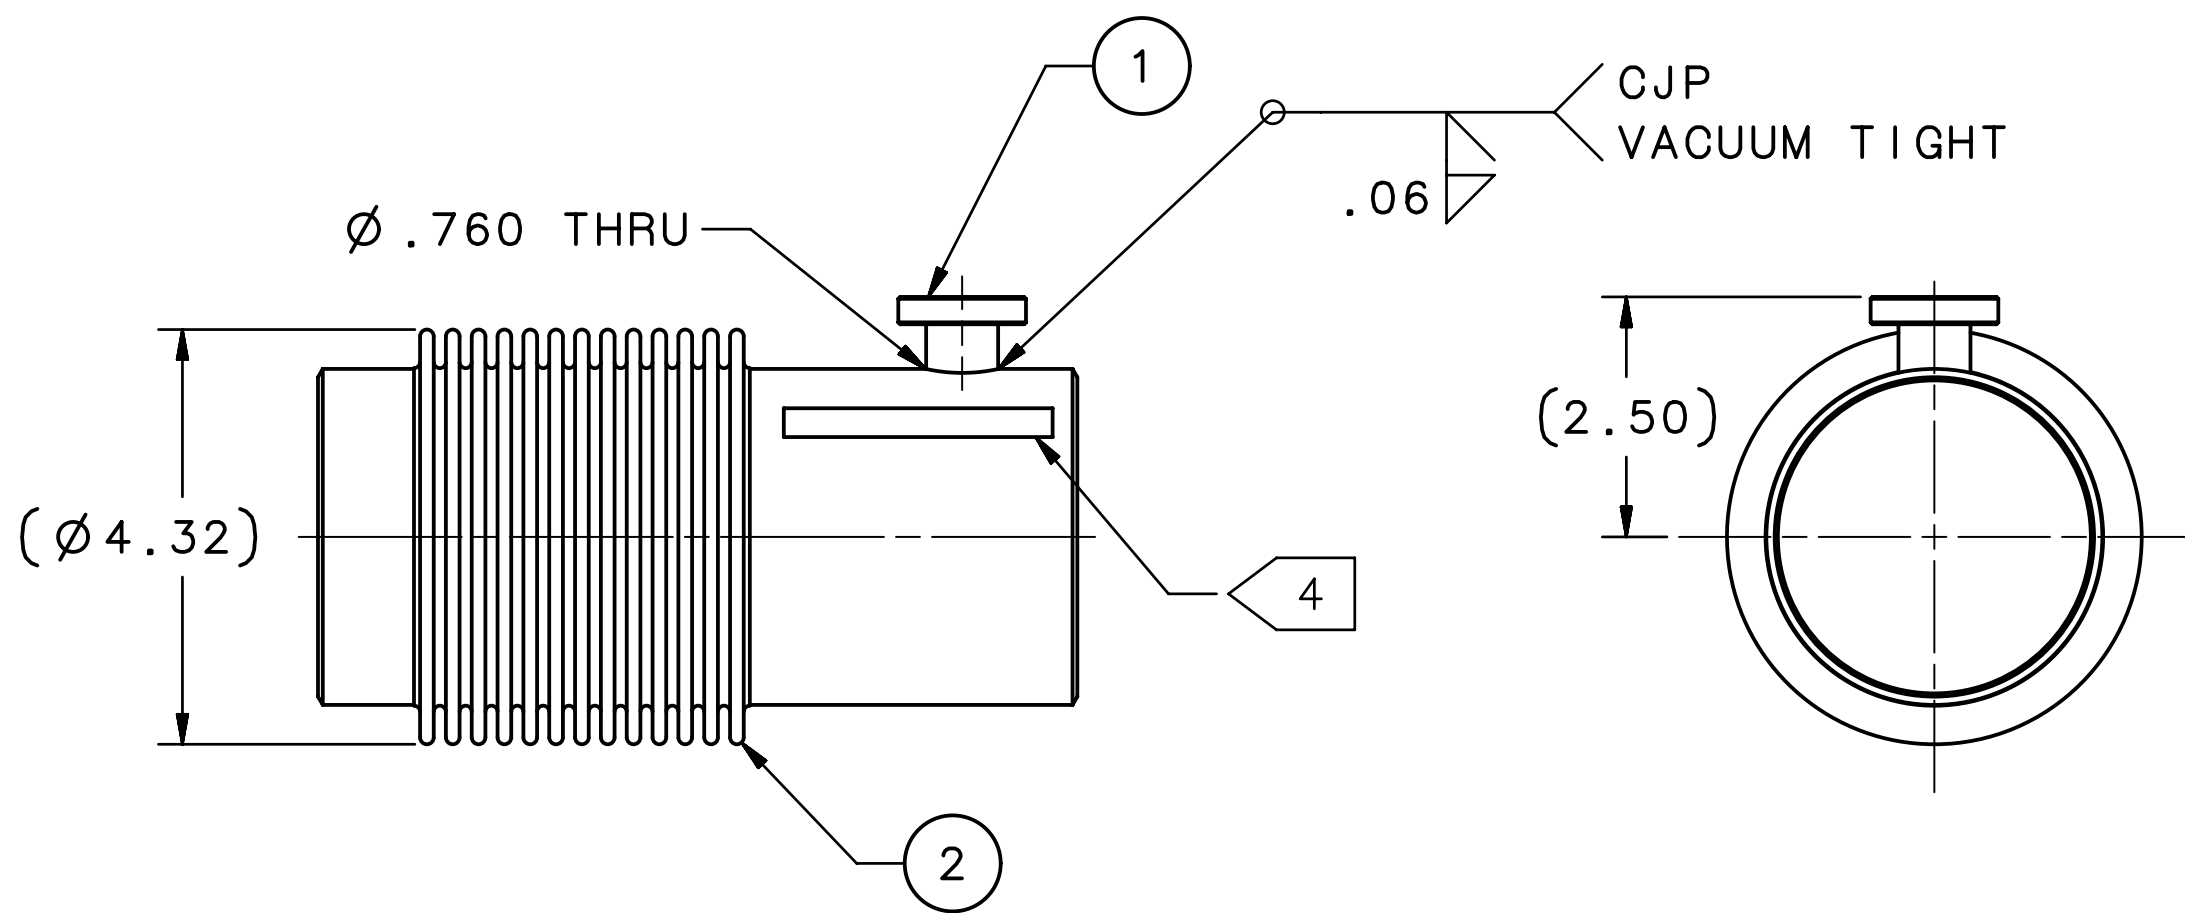 1
CJP
VACUUM TIGHT
.06
Ø .760 THRU
(2.50)
(Ø4.32)
4
2